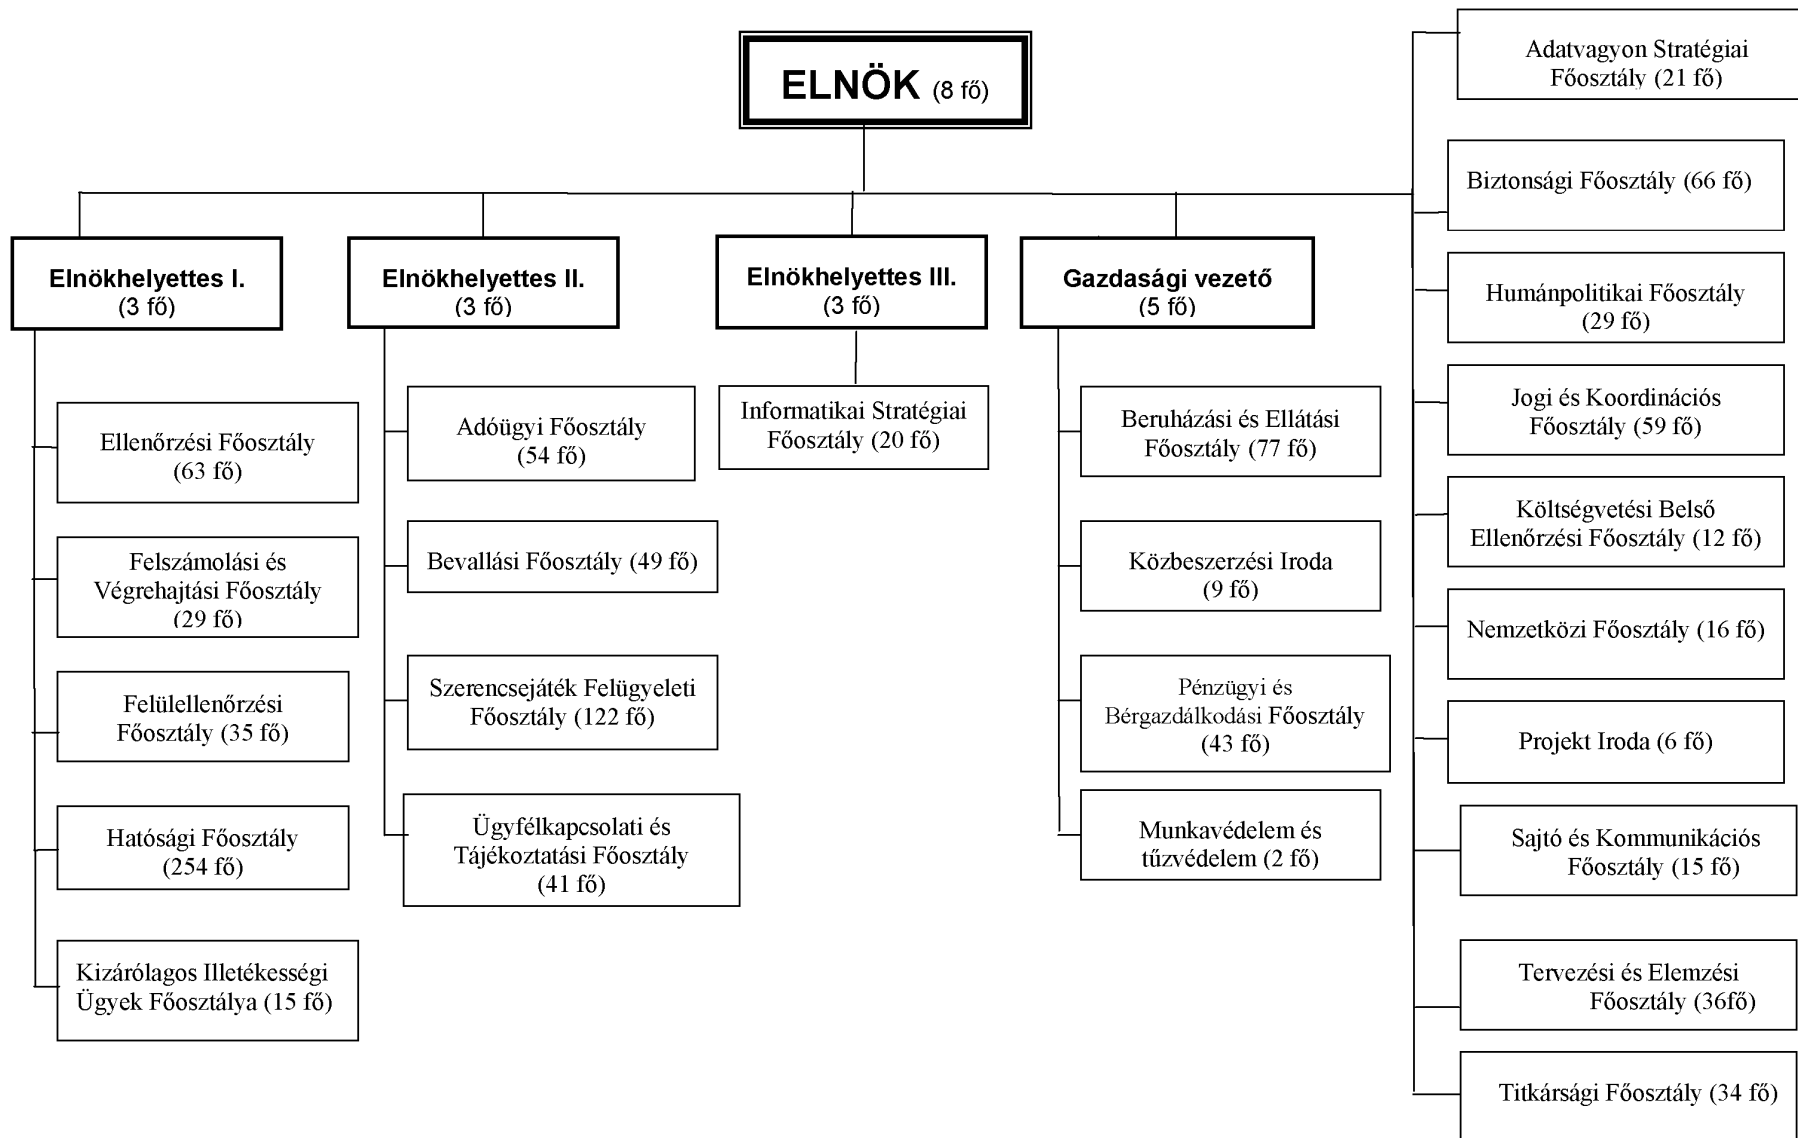 ELNÖK (8 fő)
Elnökhelyettes I.
(3 fő)
Ellenőrzési Főosztály
(63 fő)
Felszámolási és
Végrehajtási Főosztály
(29 fő)
Felülellenőrzési
Főosztály (35 fő)
Hatósági Főosztály
(254 fő)
Kizárólagos Illetékességi
Ügyek Főosztálya (15 fő)
Elnökhelyettes II.
(3 fő)
Adóügyi Főosztály
(54 fő)
Bevallási Főosztály (49 fő)
Szerencsejáték Felügyeleti
Főosztály (122 fő)
Ügyfélkapcsolati és
Tájékoztatási Főosztály
(41 fő)
Elnökhelyettes III.
(3 fő)
Informatikai Stratégiai
Főosztály (20 fő)
Gazdasági vezető
(5 fő)
Beruházási és Ellátási
Főosztály (77 fő)
Közbeszerzési Iroda
(9 fő)
Pénzügyi és
Bérgazdálkodási Főosztály
(43 fő)
Munkavédelem és
tűzvédelem (2 fő)
Adatvagyon Stratégiai
Főosztály (21 fő)
Biztonsági Főosztály (66 fő)
Humánpolitikai Főosztály
(29 fő)
Jogi és Koordinációs
Főosztály (59 fő)
Költségvetési Belső
Ellenőrzési Főosztály (12 fő)
Nemzetközi Főosztály (16 fő)
Projekt Iroda (6 fő)
Sajtó és Kommunikációs
Főosztály (15 fő)
Tervezési és Elemzési
Főosztály (36fő)
Titkársági Főosztály (34 fő)